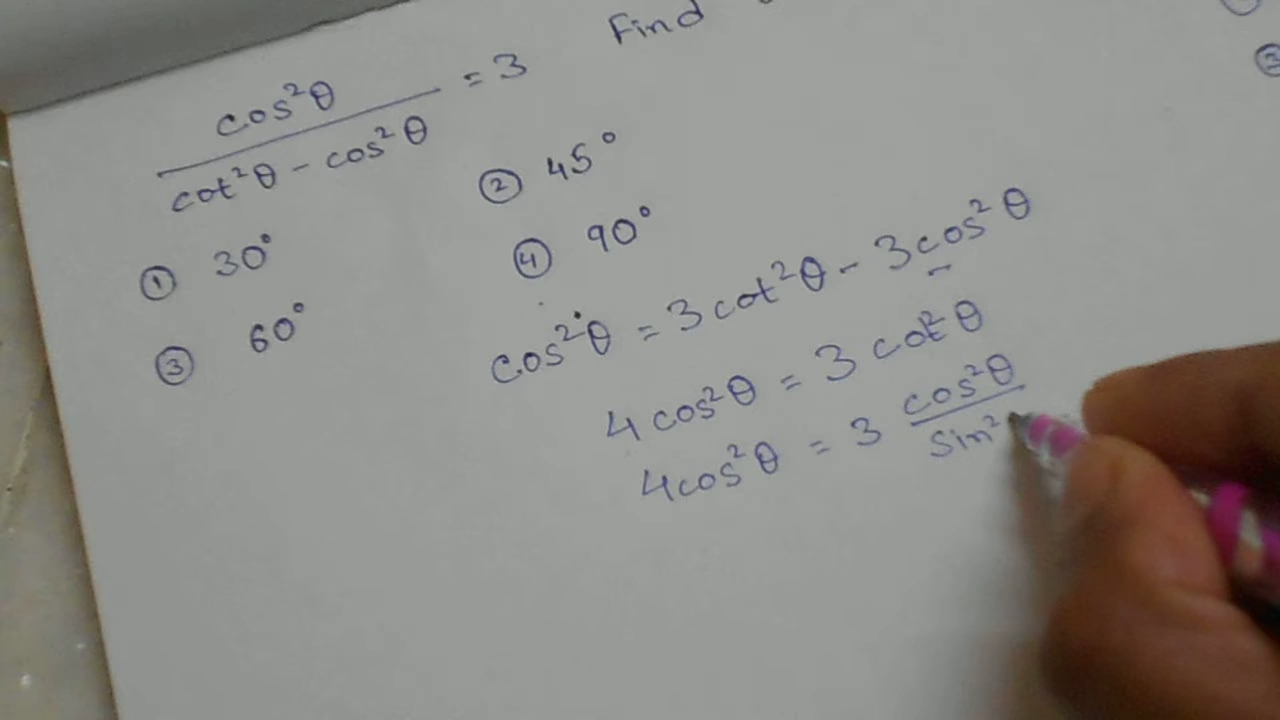 Find
cos²θ / cot²θ - cos²θ = 3
① 30° ② 45°
③ 60° ④ 90°
cos²θ = 3cot²θ - 3cos²θ
4cos²θ = 3cot²θ
4cos²θ = 3 cos²θ / sin²